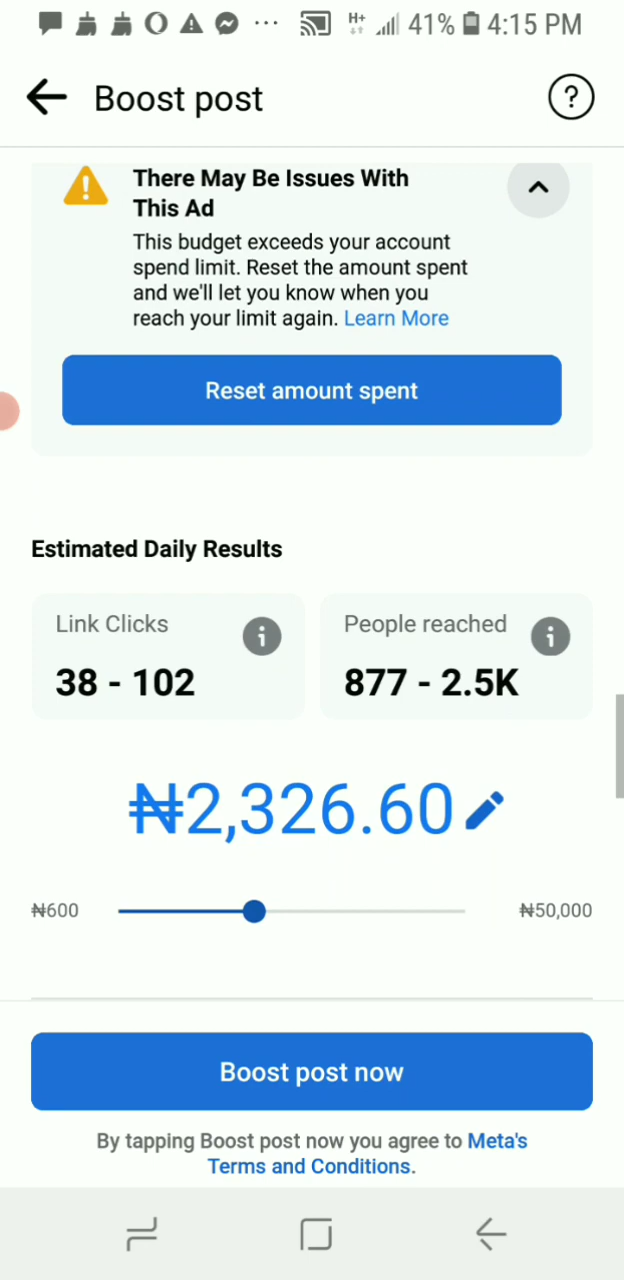 H+ 41% 4:15 PM
Boost post ?
There May Be Issues With
This Ad
This budget exceeds your account
spend limit. Reset the amount spent
and we'll let you know when you
reach your limit again. Learn More
Reset amount spent
Estimated Daily Results
Link Clicks
38 - 102
People reached
877 - 2.5K
₦2,326.60
₦600 ₦50,000
Boost post now
By tapping Boost post now you agree to Meta's
Terms and Conditions.